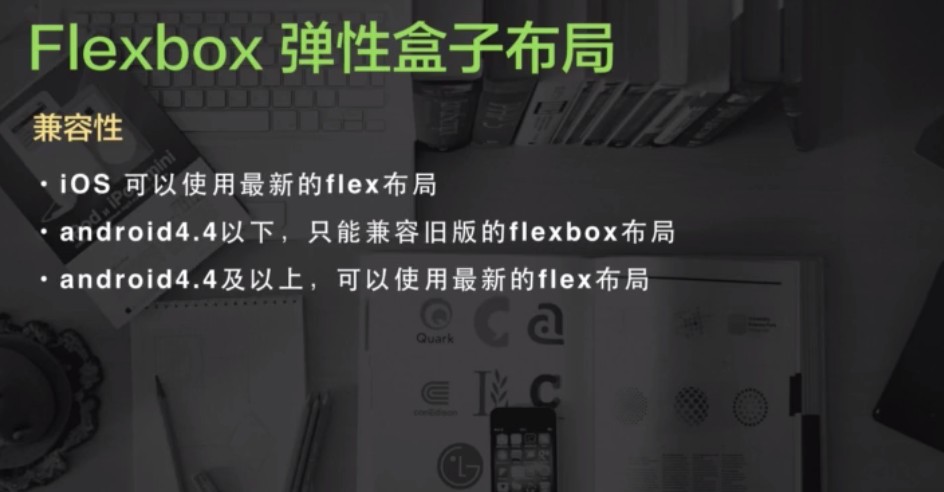 Flexbox 弹性盒子布局
兼容性
· iOS 可以使用最新的flex布局
· android4.4以下，只能兼容旧版的flexbox布局
· android4.4及以上，可以使用最新的flex布局
Quark